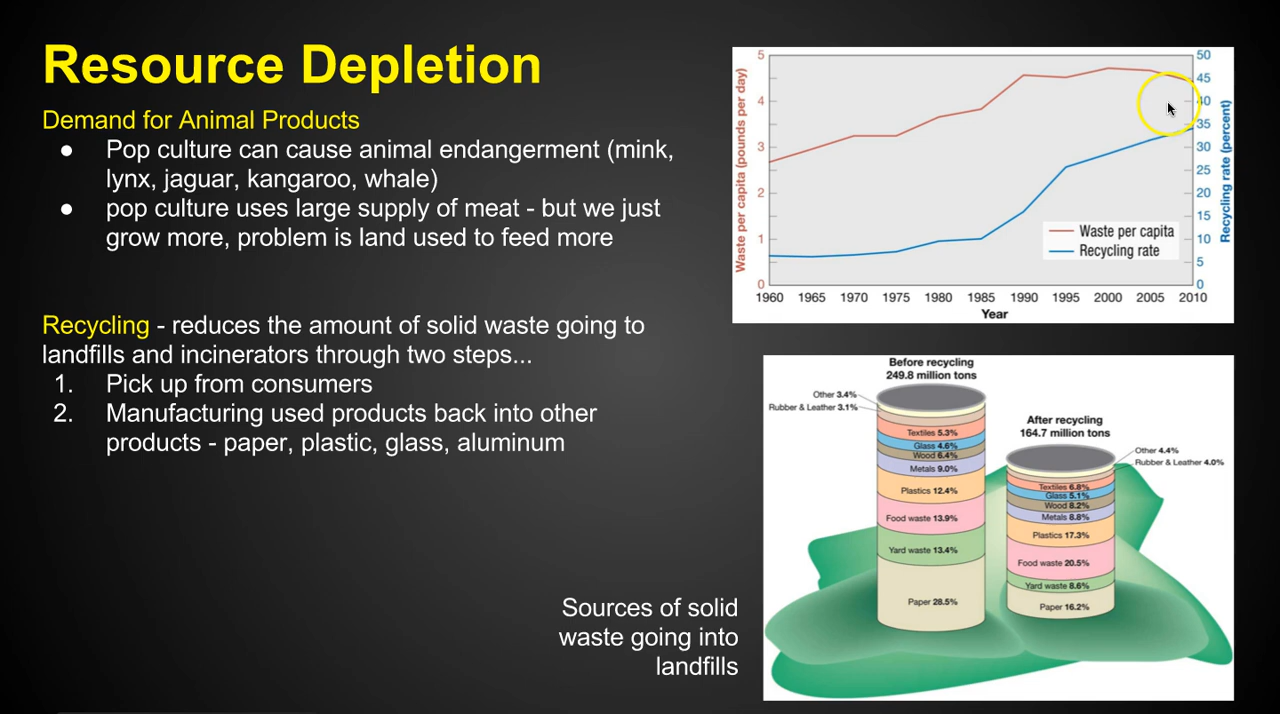 Resource Depletion
Demand for Animal Products
● Pop culture can cause animal endangerment (mink,
lynx, jaguar, kangaroo, whale)
● pop culture uses large supply of meat - but we just
grow more, problem is land used to feed more
Recycling - reduces the amount of solid waste going to
landfills and incinerators through two steps...
1. Pick up from consumers
2. Manufacturing used products back into other
products - paper, plastic, glass, aluminum
Sources of solid
waste going into
landfills
Waste per capita (pounds per day)
5
4
3
2
1
0
50
45
40
35
30
25
20
15
10
5
0
Recycling rate (percent)
Waste per capita
Recycling rate
1960 1965 1970 1975 1980 1985 1990 1995 2000 2005 2010
Year
Before recycling
249.8 million tons
Other 3.4%
Rubber & Leather 3.1%
Textiles 5.3%
Glass 4.6%
Wood 6.4%
Metals 9.0%
Plastics 12.4%
Food waste 13.9%
Yard waste 13.4%
Paper 28.5%
After recycling
164.7 million tons
Other 4.4%
Rubber & Leather 4.0%
Textiles 6.8%
Glass 5.1%
Wood 8.2%
Metals 8.8%
Plastics 17.3%
Food waste 20.5%
Yard waste 8.6%
Paper 16.2%